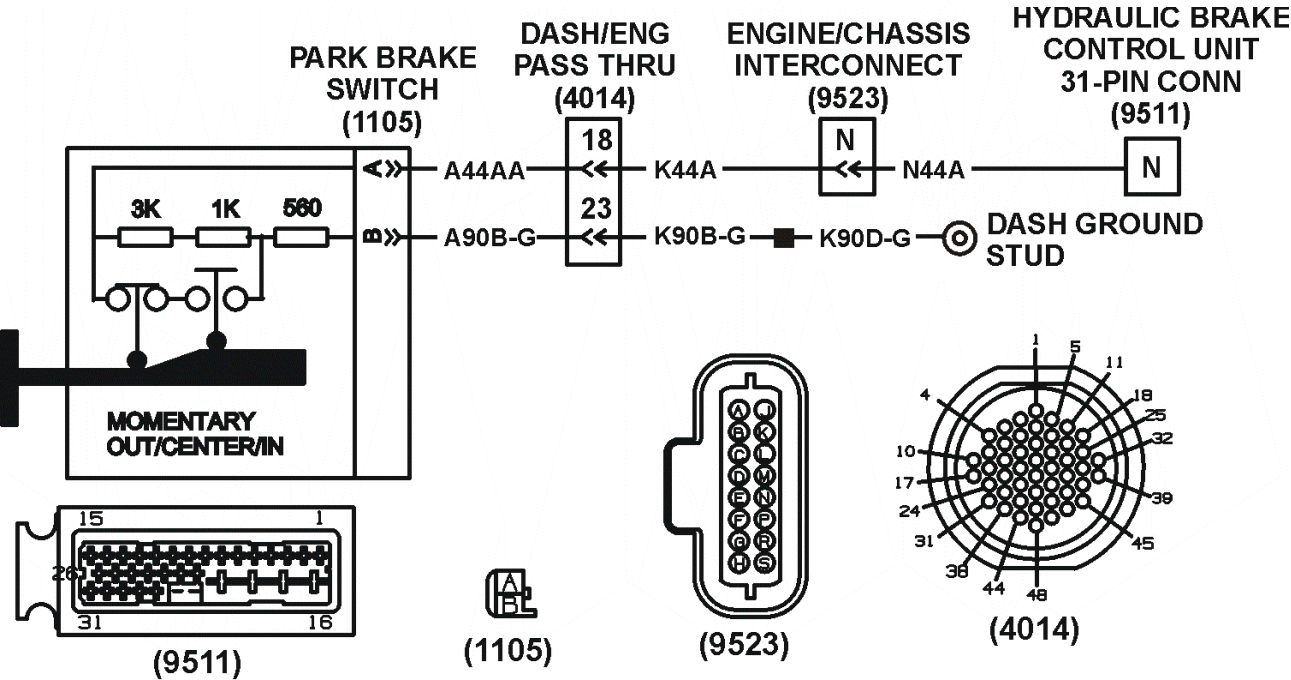 PARK BRAKE
SWITCH
(1105)
DASH/ENG
PASS THRU
(4014)
ENGINE/CHASSIS
INTERCONNECT
(9523)
HYDRAULIC BRAKE
CONTROL UNIT
31-PIN CONN
(9511)
A
A44AA
18
K44A
N
N44A
N
3K
1K
560
B
A90B-G
23
K90B-G
K90D-G
DASH GROUND
STUD
MOMENTARY
OUT/CENTER/IN
15
1
26
31
16
(9511)
A
B
(1105)
A
J
B
K
C
L
D
M
E
N
F
P
G
R
H
S
(9523)
1
5
11
4
18
25
32
10
17
24
39
31
45
38
44
48
(4014)